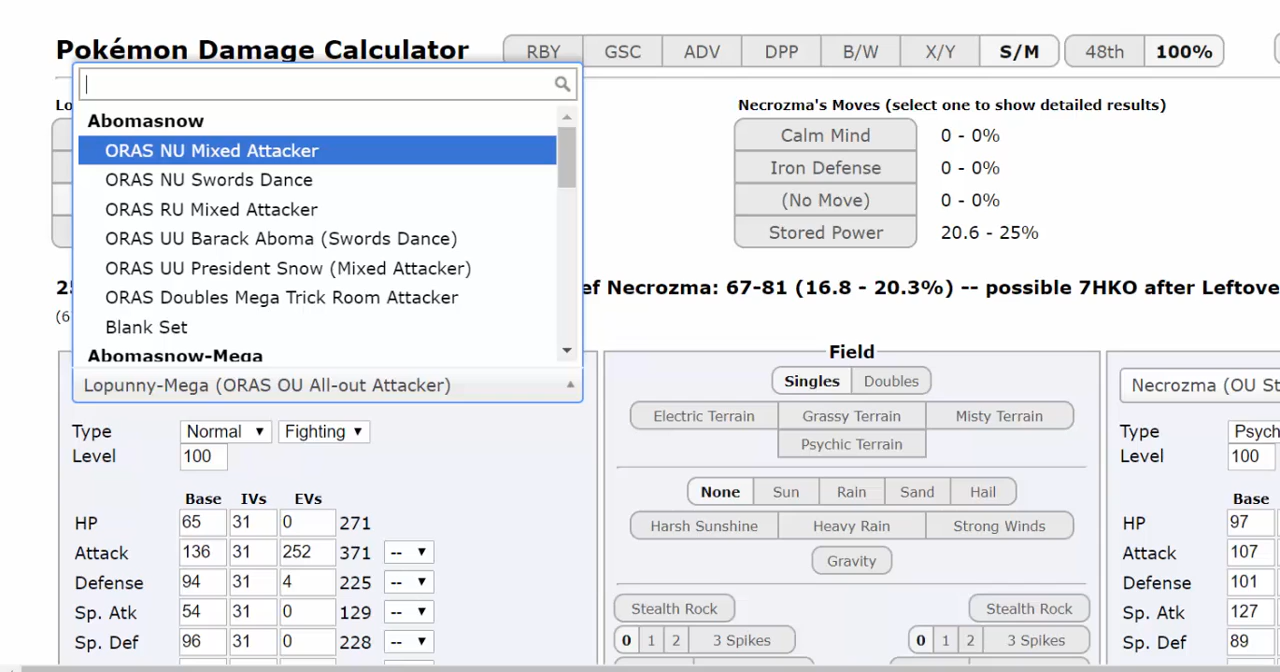 Pokémon Damage Calculator
RBY GSC ADV DPP B/W X/Y S/M 48th 100%
Lo
Necrozma's Moves (select one to show detailed results)
Abomasnow
ORAS NU Mixed Attacker
ORAS NU Swords Dance
ORAS RU Mixed Attacker
ORAS UU Barack Aboma (Swords Dance)
ORAS UU President Snow (Mixed Attacker)
ORAS Doubles Mega Trick Room Attacker
Blank Set
Abomasnow-Mega
Lopunny-Mega (ORAS OU All-out Attacker)
Calm Mind 0 - 0%
Iron Defense 0 - 0%
(No Move) 0 - 0%
Stored Power 20.6 - 25%
25
ef Necrozma: 67-81 (16.8 - 20.3%) -- possible 7HKO after Leftove
(6
Type Normal ▼ Fighting ▼
Level 100
Base IVs EVs
HP 65 31 0 271
Attack 136 31 252 371 -- ▼
Defense 94 31 4 225 -- ▼
Sp. Atk 54 31 0 129 -- ▼
Sp. Def 96 31 0 228 -- ▼
Field
Singles Doubles
Electric Terrain Grassy Terrain Misty Terrain
Psychic Terrain
None Sun Rain Sand Hail
Harsh Sunshine Heavy Rain Strong Winds
Gravity
Stealth Rock Stealth Rock
0 1 2 3 Spikes 0 1 2 3 Spikes
Necrozma (OU St
Type Psych
Level 100
Base
HP 97
Attack 107
Defense 101
Sp. Atk 127
Sp. Def 89